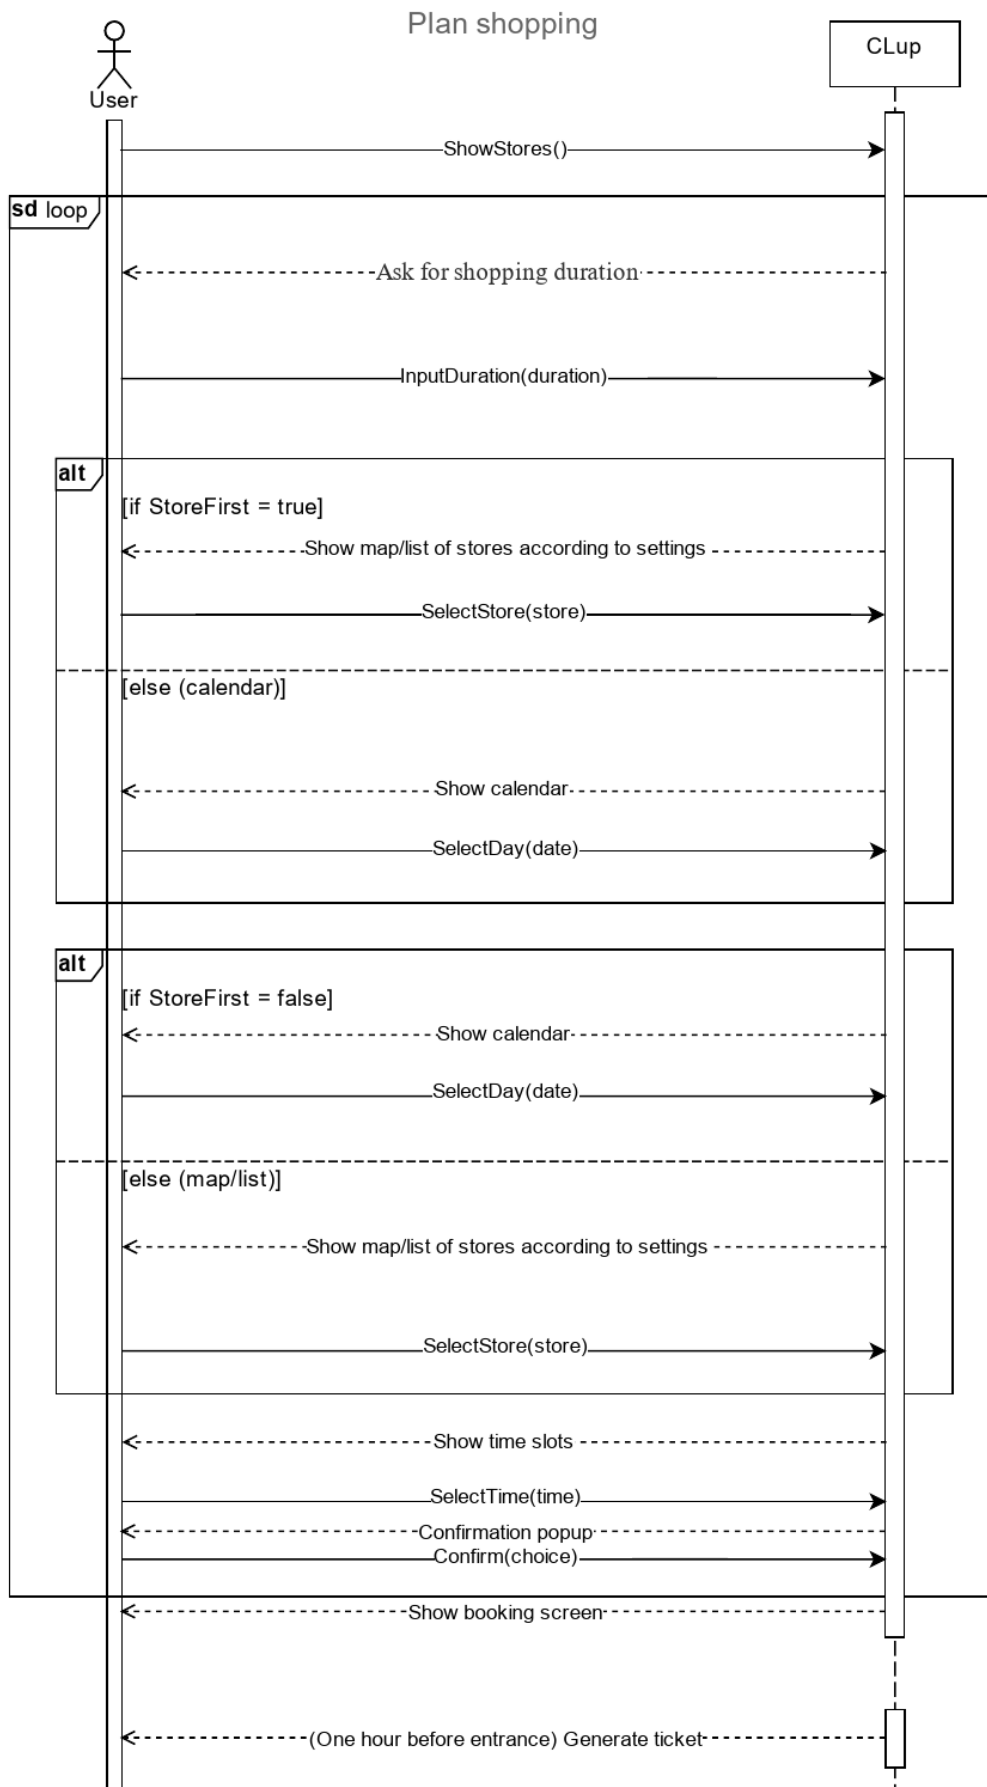 Plan shopping
CLup
User
ShowStores()
sd loop
Ask for shopping duration
InputDuration(duration)
alt
[if StoreFirst = true]
Show map/list of stores according to settings
SelectStore(store)
[else (calendar)]
Show calendar
SelectDay(date)
alt
[if StoreFirst = false]
Show calendar
SelectDay(date)
[else (map/list)]
Show map/list of stores according to settings
SelectStore(store)
Show time slots
SelectTime(time)
Confirmation popup
Confirm(choice)
Show booking screen
(One hour before entrance) Generate ticket